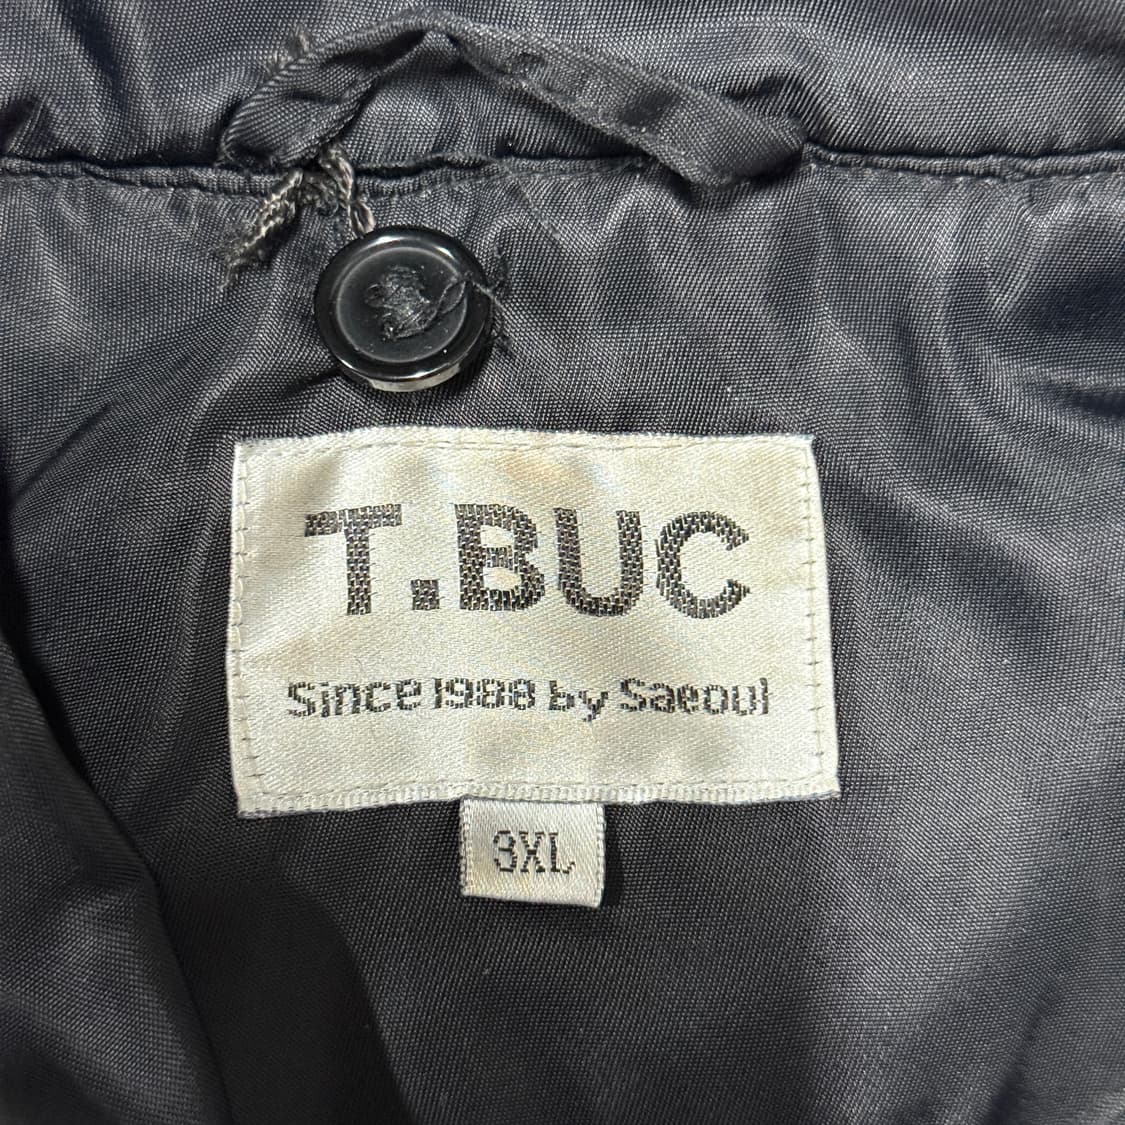 T.BUC
Since 1988 by Saeoul
3XL